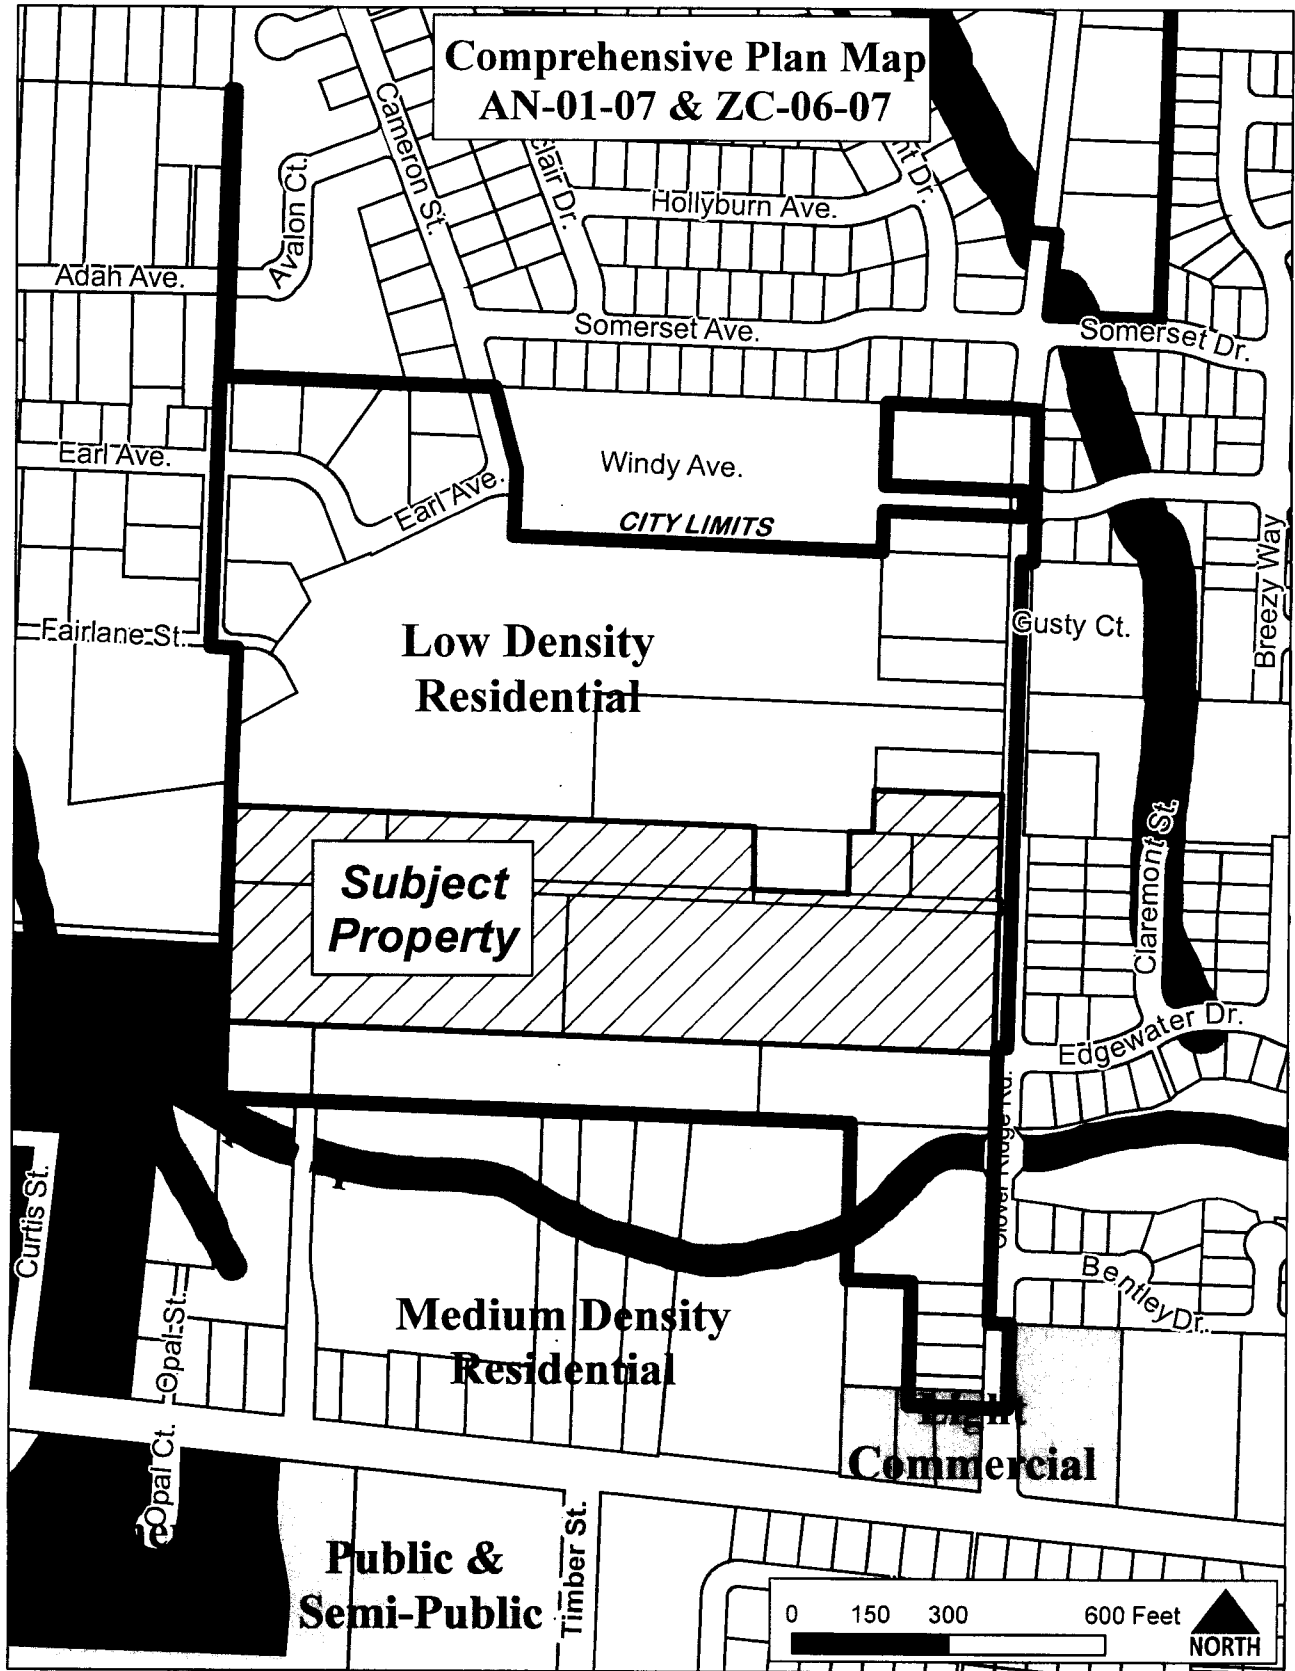 Comprehensive Plan Map
AN-01-07 & ZC-06-07
Cameron St.
Avalon Ct.
Hollyburn Ave.
Adah Ave.
Somerset Ave.
Somerset Dr.
Earl Ave.
Earl Ave.
Windy Ave.
CITY LIMITS
Breezy Way
Fairlane St.
Gusty Ct.
Low Density
Residential
Claremont St.
Subject
Property
Edgewater Dr.
Curtis St.
Bentley Dr.
Opal St.
Medium Density
Residential
Light
Commercial
Opal Ct.
Timber St.
Public &
Semi-Public
0 150 300 600 Feet
NORTH